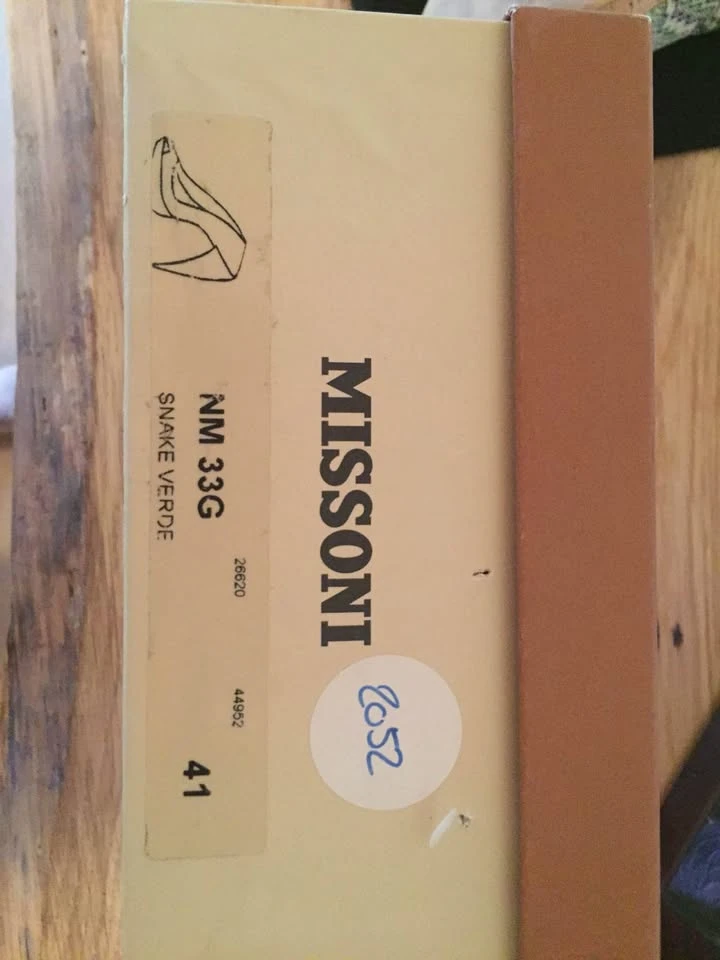 MISSONI
8052
26620
44952
NM 33G
41
SNAKE VERDE